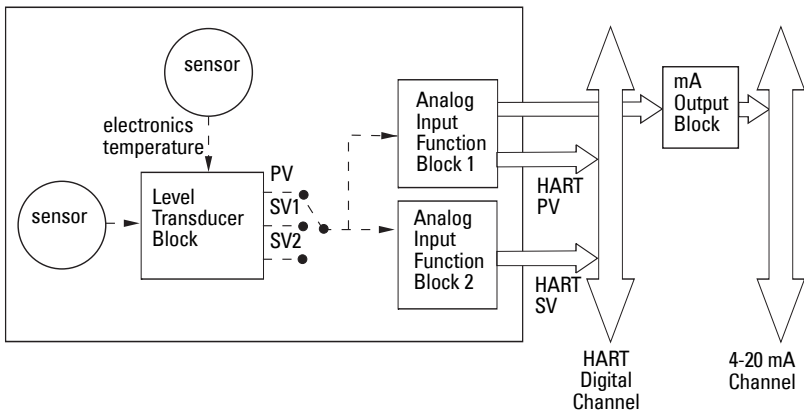 sensor
electronics
temperature
sensor
Level
Transducer
Block
PV
SV1
SV2
Analog
Input
Function
Block 1
Analog
Input
Function
Block 2
HART
PV
HART
SV
mA
Output
Block
HART
Digital
Channel
4-20 mA
Channel